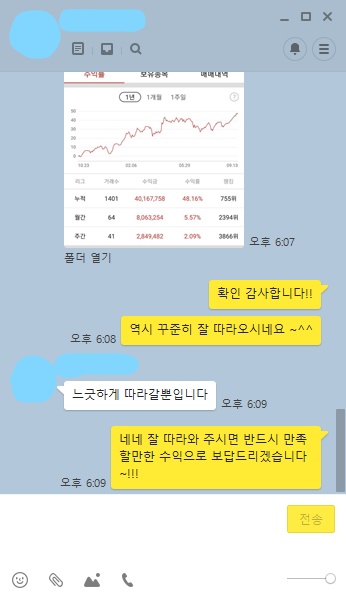 수익률 보유종목 매매내역
1년 1개월 1주일
50
40
30
20
10
0
10.23 02.06 05.29 09.13
리그 거래수 수익금 수익률 랭킹
누적 1401 40,167,758 48.16% 755위
월간 64 8,063,254 5.57% 2394위
주간 41 2,849,482 2.09% 3866위
오후 6:07
폴더 열기
확인 감사합니다!!
역시 꾸준히 잘 따라오시네요 ~^^
오후 6:08
느긋하게 따라갈뿐입니다
오후 6:09
네네 잘 따라와 주시면 반드시 만족
할만한 수익으로 보답드리겠습니다
~!!!
오후 6:09
전송